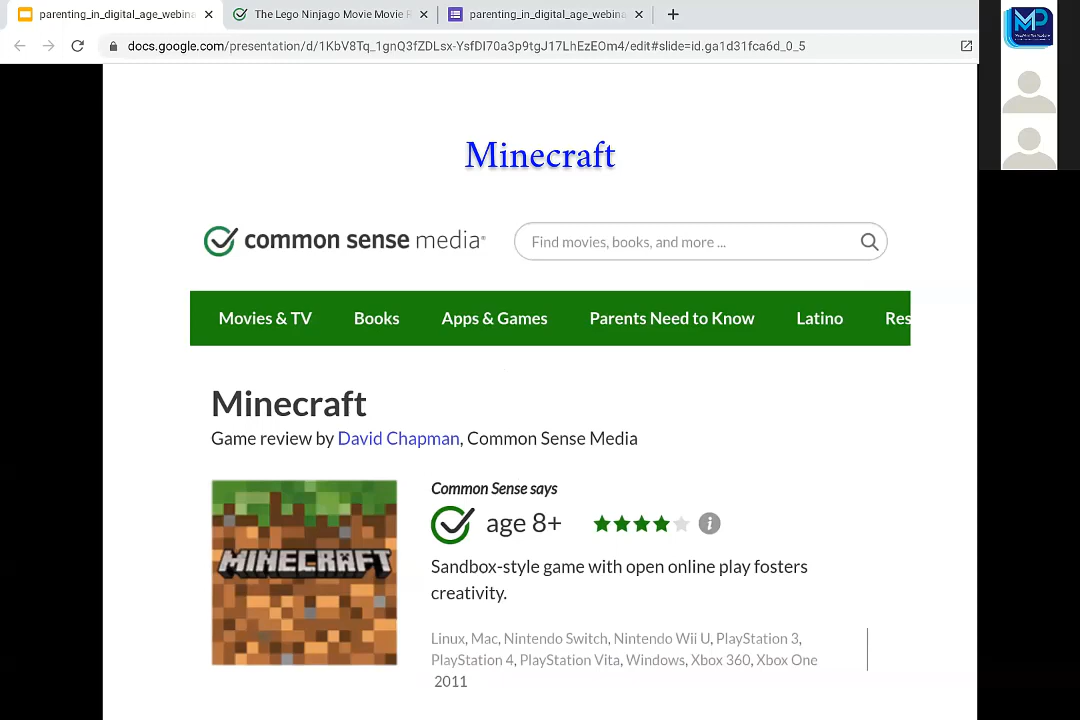 parenting_in_digital_age_webina
The Lego Ninjago Movie Movie R
parenting_in_digital_age_webina
docs.google.com/presentation/d/1KbV8Tq_1gnQ3fZDLsx-YsfDI70a3p9tgJ17LhEzEOm4/edit#slide=id.ga1d31fca6d_0_5
MP
Minecraft
common sense media®
Find movies, books, and more ...
Movies & TV Books Apps & Games Parents Need to Know Latino Res
Minecraft
Game review by David Chapman, Common Sense Media
MINECRAFT
Common Sense says
age 8+
Sandbox-style game with open online play fosters
creativity.
Linux, Mac, Nintendo Switch, Nintendo Wii U, PlayStation 3,
PlayStation 4, PlayStation Vita, Windows, Xbox 360, Xbox One
2011